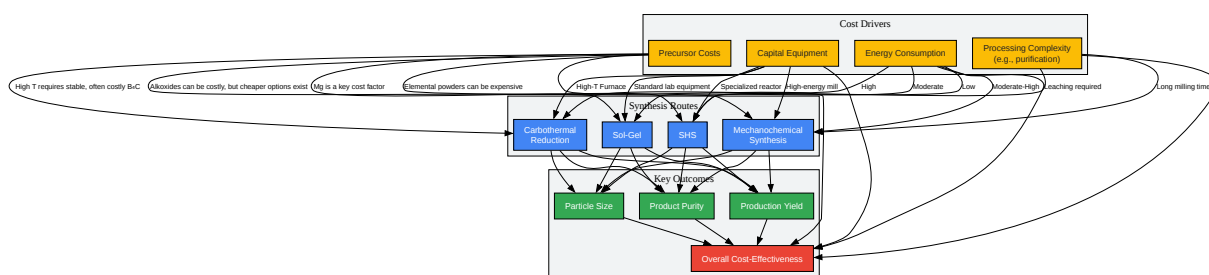 Cost Drivers
Precursor Costs
Capital Equipment
Energy Consumption
Processing Complexity
(e.g., purification)
High T requires stable, often costly B₄C
Alkoxides can be costly, but cheaper options exist
Mg is a key cost factor
Elemental powders can be expensive
High-T Furnace
Standard lab equipment
Specialized reactor
High-energy mill
High
Moderate
Low
Moderate-High
Leaching required
Long milling time
Synthesis Routes
Carbothermal
Reduction
Sol-Gel
SHS
Mechanochemical
Synthesis
Key Outcomes
Particle Size
Product Purity
Production Yield
Overall Cost-Effectiveness